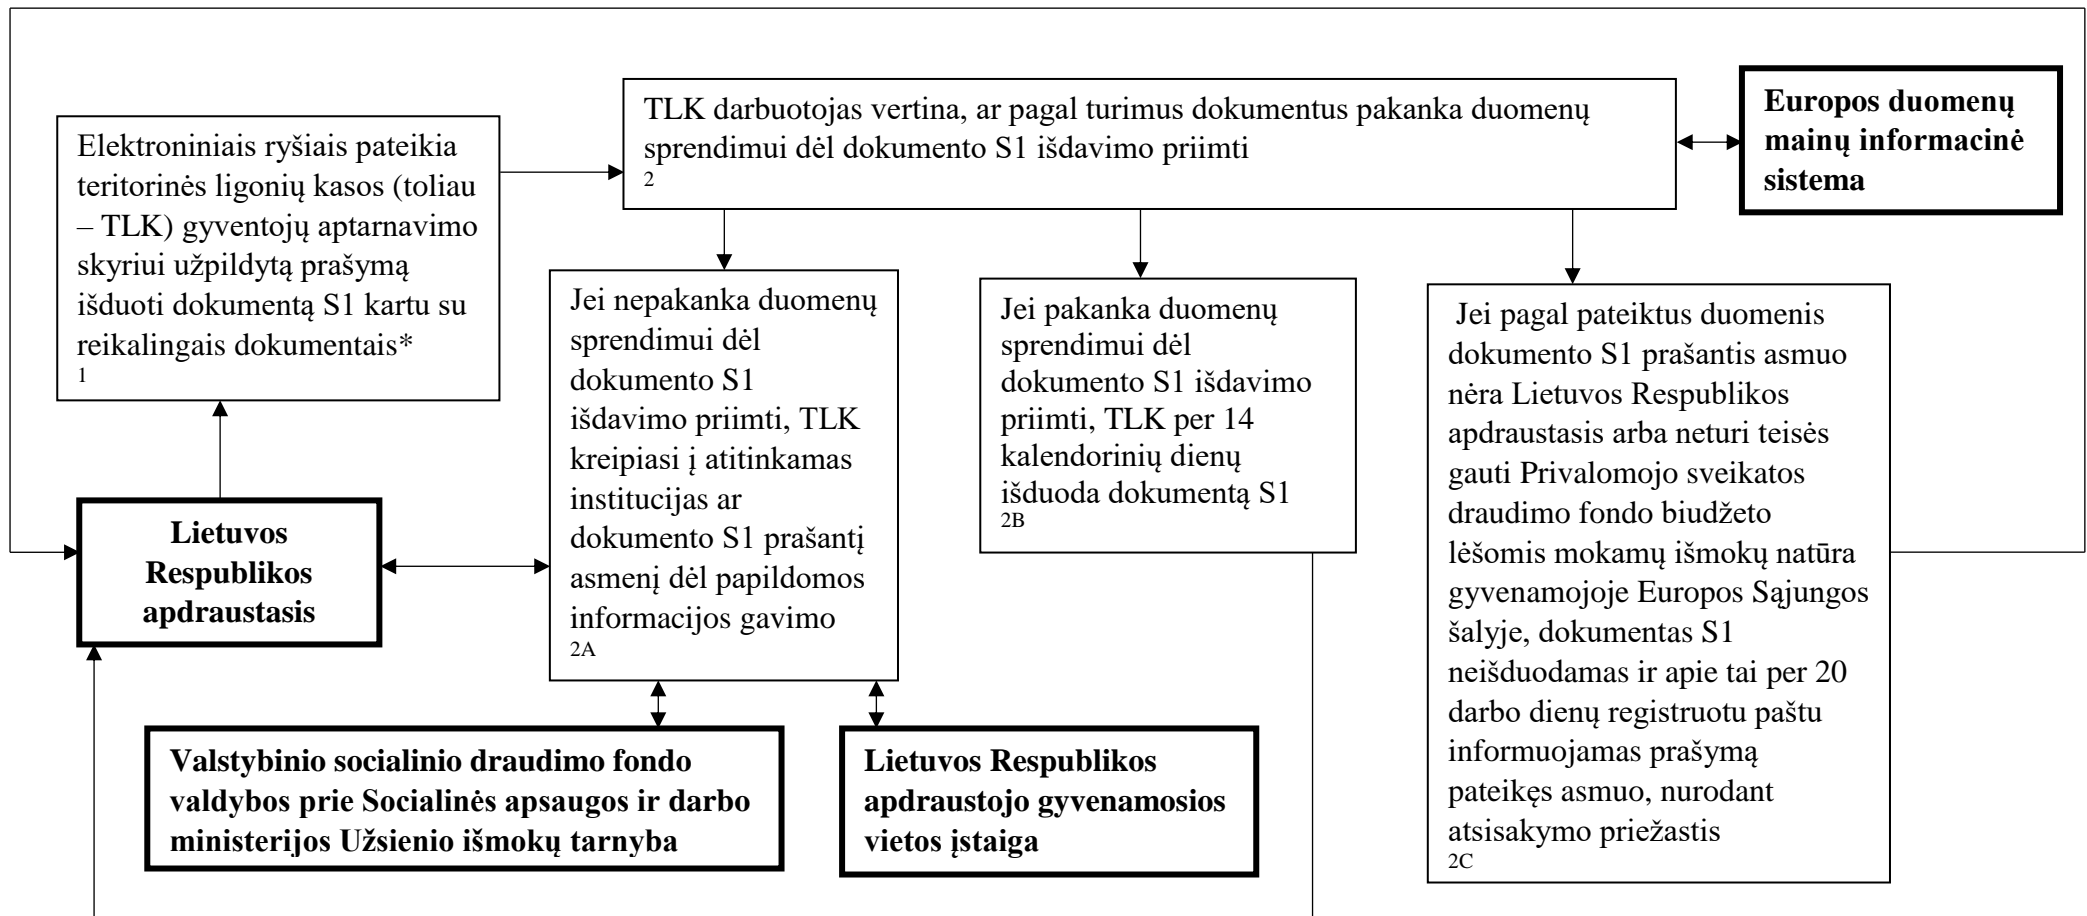 Elektroniniais ryšiais pateikia
teritorinės ligonių kasos (toliau
– TLK) gyventojų aptarnavimo
skyriui užpildytą prašymą
išduoti dokumentą S1 kartu su
reikalingais dokumentais*
1
TLK darbuotojas vertina, ar pagal turimus dokumentus pakanka duomenų
sprendimui dėl dokumento S1 išdavimo priimti
2
Europos duomenų
mainų informacinė
sistema
Lietuvos
Respublikos
apdraustasis
Jei nepakanka duomenų
sprendimui dėl
dokumento S1
išdavimo priimti, TLK
kreipiasi į atitinkamas
institucijas ar
dokumento S1 prašantį
asmenį dėl papildomos
informacijos gavimo
2A
Jei pakanka duomenų
sprendimui dėl
dokumento S1 išdavimo
priimti, TLK per 14
kalendorinių dienų
išduoda dokumentą S1
2B
Jei pagal pateiktus duomenis
dokumento S1 prašantis asmuo
nėra Lietuvos Respublikos
apdraustasis arba neturi teisės
gauti Privalomojo sveikatos
draudimo fondo biudžeto
lėšomis mokamų išmokų natūra
gyvenamojoje Europos Sąjungos
šalyje, dokumentas S1
neišduodamas ir apie tai per 20
darbo dienų registruotu paštu
informuojamas prašymą
pateikęs asmuo, nurodant
atsisakymo priežastis
2C
Valstybinio socialinio draudimo fondo
valdybos prie Socialinės apsaugos ir darbo
ministerijos Užsienio išmokų tarnyba
Lietuvos Respublikos
apdraustojo gyvenamosios
vietos įstaiga